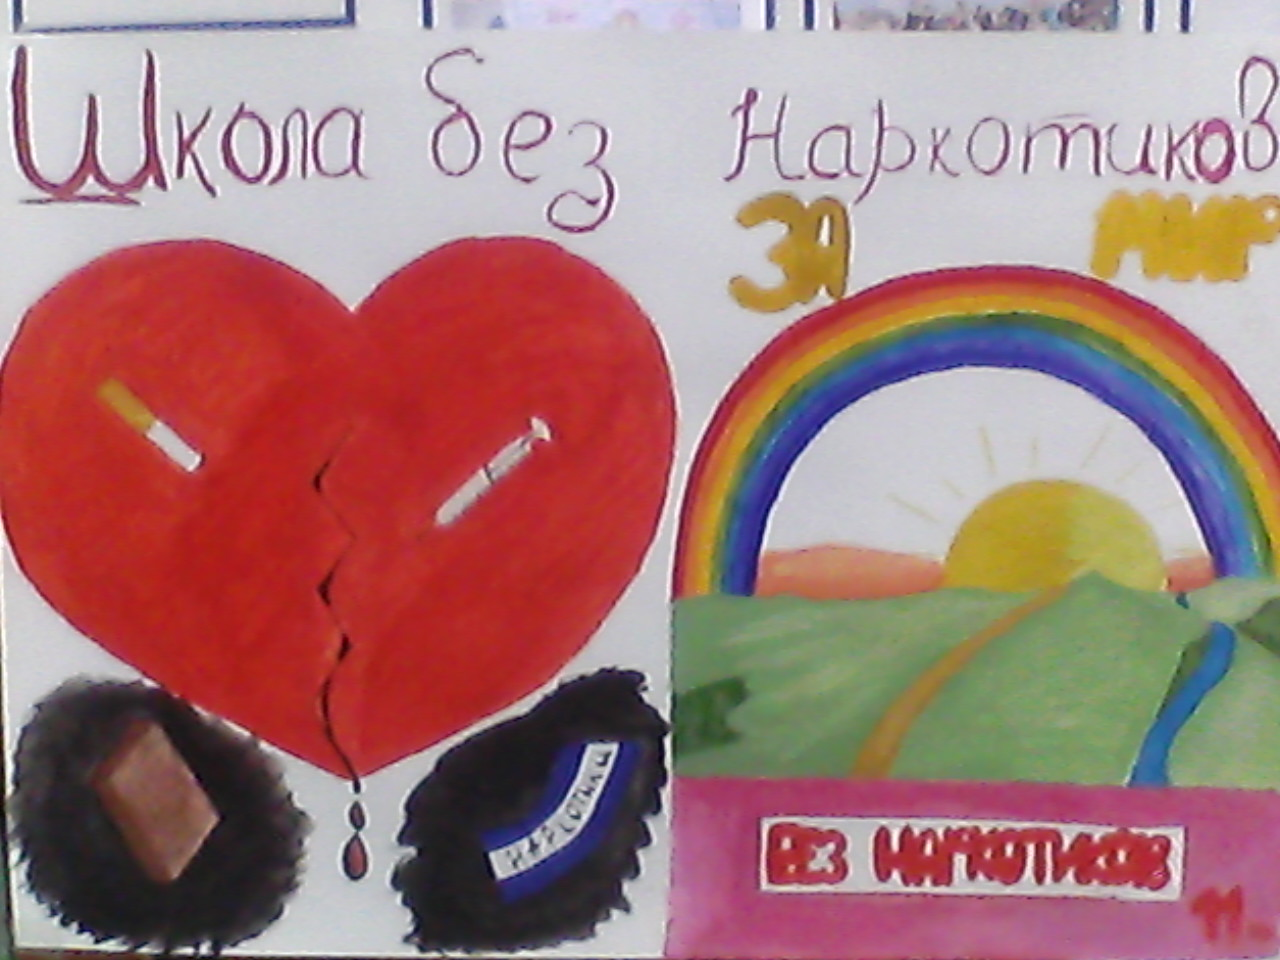 Школа без Наркотиков
ЗА МИР
НАРКОТИКИ
БЕЗ НАРКОТИКОВ
11